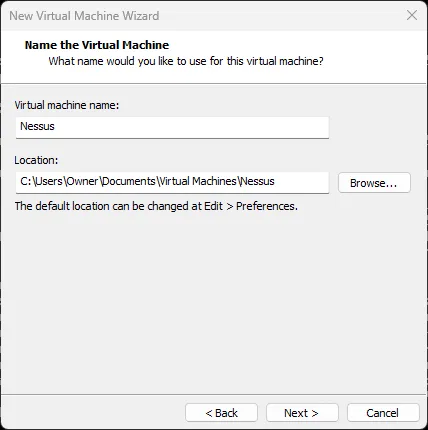 New Virtual Machine Wizard
Name the Virtual Machine
What name would you like to use for this virtual machine?
Virtual machine name:
Nessus
Location:
C:\Users\Owner\Documents\Virtual Machines\Nessus
Browse...
The default location can be changed at Edit > Preferences.
< Back
Next >
Cancel